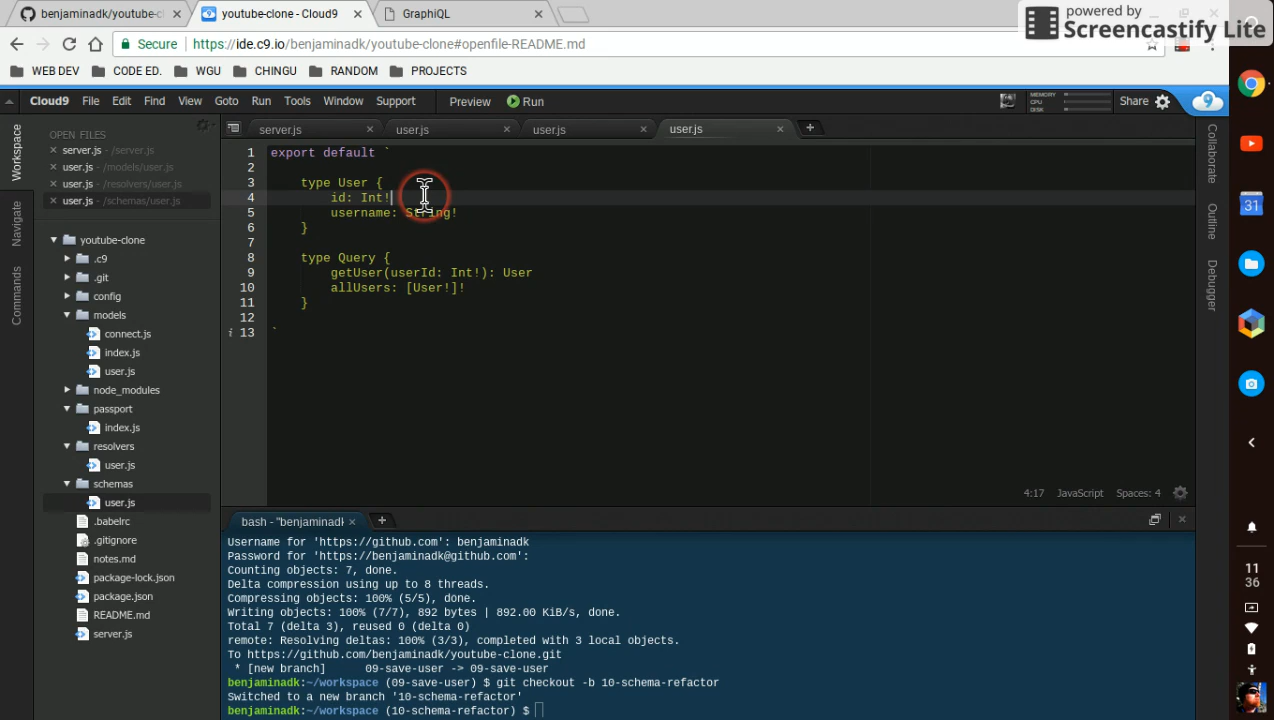 benjaminadk/youtube-c
youtube-clone - Cloud9
GraphiQL
powered by
Screencastify Lite
Secure
https://ide.c9.io/benjaminadk/youtube-clone#openfile-README.md
WEB DEV
CODE ED.
WGU
CHINGU
RANDOM
PROJECTS
Cloud9 File Edit Find View Goto Run Tools Window Support Preview Run
MEMORY
CPU
DISK
Share
Workspace
Navigate
Commands
OPEN FILES
server.js - /server.js
user.js - /models/user.js
user.js - /resolvers/user.js
user.js - /schemas/user.js
youtube-clone
.c9
.git
config
models
connect.js
index.js
user.js
node_modules
passport
index.js
resolvers
user.js
schemas
user.js
.babelrc
.gitignore
notes.md
package-lock.json
package.json
README.md
server.js
server.js
user.js
user.js
user.js
1 export default `
2
3 type User {
4 id: Int!
5 username: String!
6 }
7
8 type Query {
9 getUser(userId: Int!): User
10 allUsers: [User!]!
11 }
12
i 13 `
4:17 JavaScript Spaces: 4
bash - "benjaminadk
Username for 'https://github.com': benjaminadk
Password for 'https://benjaminadk@github.com':
Counting objects: 7, done.
Delta compression using up to 8 threads.
Compressing objects: 100% (5/5), done.
Writing objects: 100% (7/7), 892 bytes | 892.00 KiB/s, done.
Total 7 (delta 3), reused 0 (delta 0)
remote: Resolving deltas: 100% (3/3), completed with 3 local objects.
To https://github.com/benjaminadk/youtube-clone.git
* [new branch] 09-save-user -> 09-save-user
benjaminadk:~/workspace (09-save-user) $ git checkout -b 10-schema-refactor
Switched to a new branch '10-schema-refactor'
benjaminadk:~/workspace (10-schema-refactor) $
Collaborate
Outline
Debugger
31
11
36